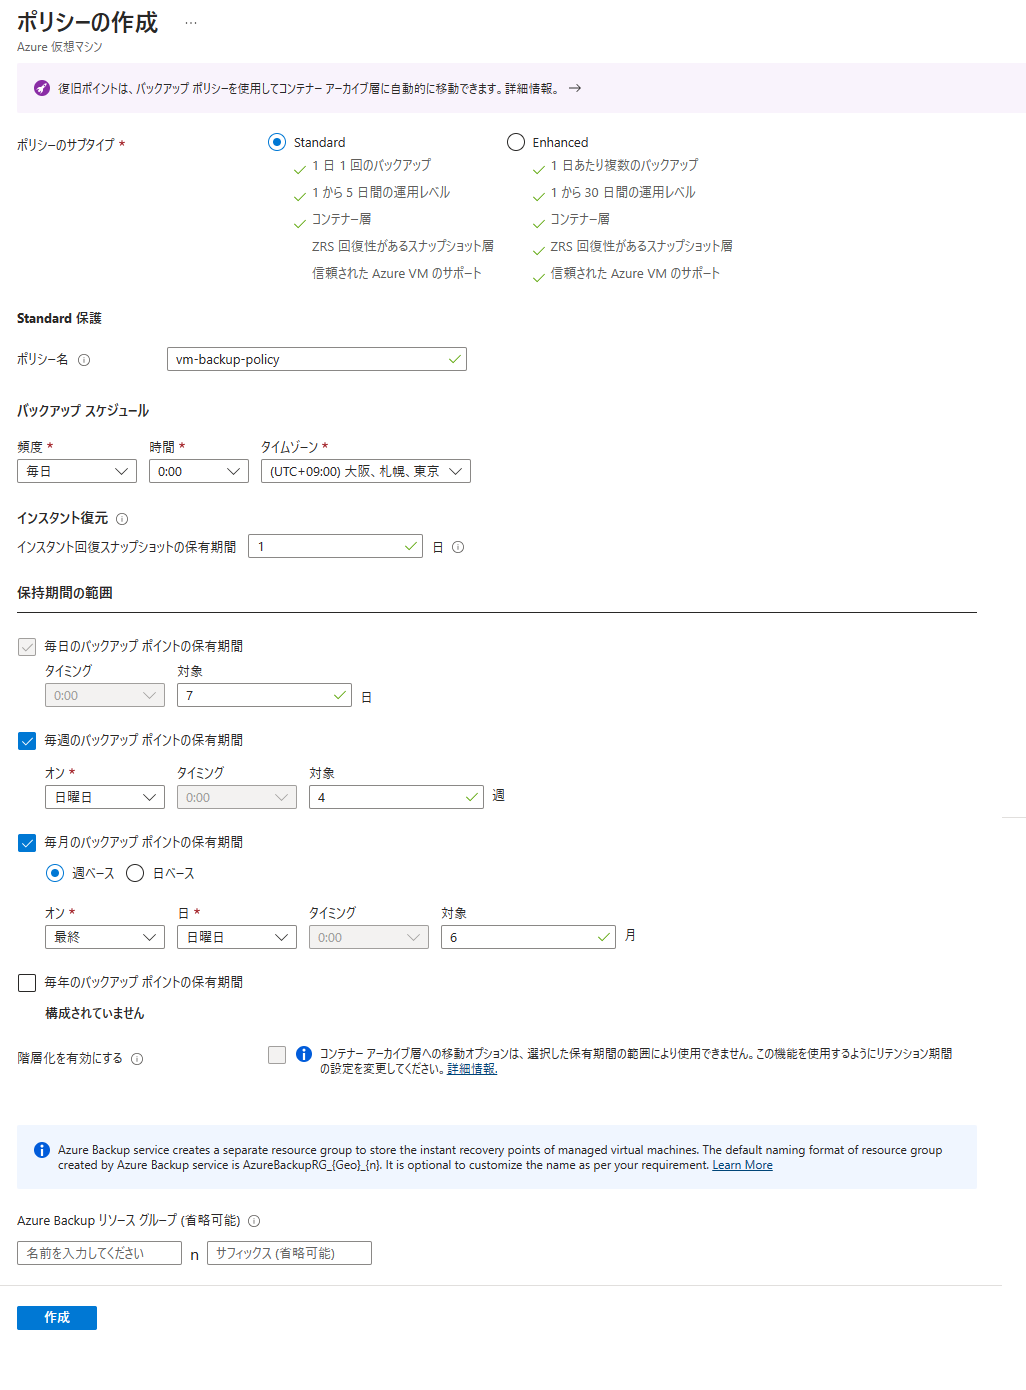 ポリシーの作成 …
Azure 仮想マシン
復旧ポイントは、バックアップ ポリシーを使用してコンテナー アーカイブ層に自動的に移動できます。詳細情報。 →
ポリシーのサブタイプ *
Standard
1 日 1 回のバックアップ
1 から 5 日間の運用レベル
コンテナー層
ZRS 回復性があるスナップショット層
信頼された Azure VM のサポート
Enhanced
1 日あたり複数のバックアップ
1 から 30 日間の運用レベル
コンテナー層
ZRS 回復性があるスナップショット層
信頼された Azure VM のサポート
Standard 保護
ポリシー名
vm-backup-policy
バックアップ スケジュール
頻度 * 時間 * タイムゾーン *
毎日 0:00 (UTC+09:00) 大阪、札幌、東京
インスタント復元
インスタント回復スナップショットの保有期間 1 日
保持期間の範囲
毎日のバックアップ ポイントの保有期間
タイミング 対象
0:00 7 日
毎週のバックアップ ポイントの保有期間
オン * タイミング 対象
日曜日 0:00 4 週
毎月のバックアップ ポイントの保有期間
週ベース 日ベース
オン * 日 * タイミング 対象
最終 日曜日 0:00 6 月
毎年のバックアップ ポイントの保有期間
構成されていません
階層化を有効にする
コンテナー アーカイブ層への移動オプションは、選択した保有期間の範囲により使用できません。この機能を使用するようにリテンション期間
の設定を変更してください。詳細情報.
Azure Backup service creates a separate resource group to store the instant recovery points of managed virtual machines. The default naming format of resource group
created by Azure Backup service is AzureBackupRG_{Geo}_{n}. It is optional to customize the name as per your requirement. Learn More
Azure Backup リソース グループ (省略可能)
名前を入力してください n サフィックス (省略可能)
作成